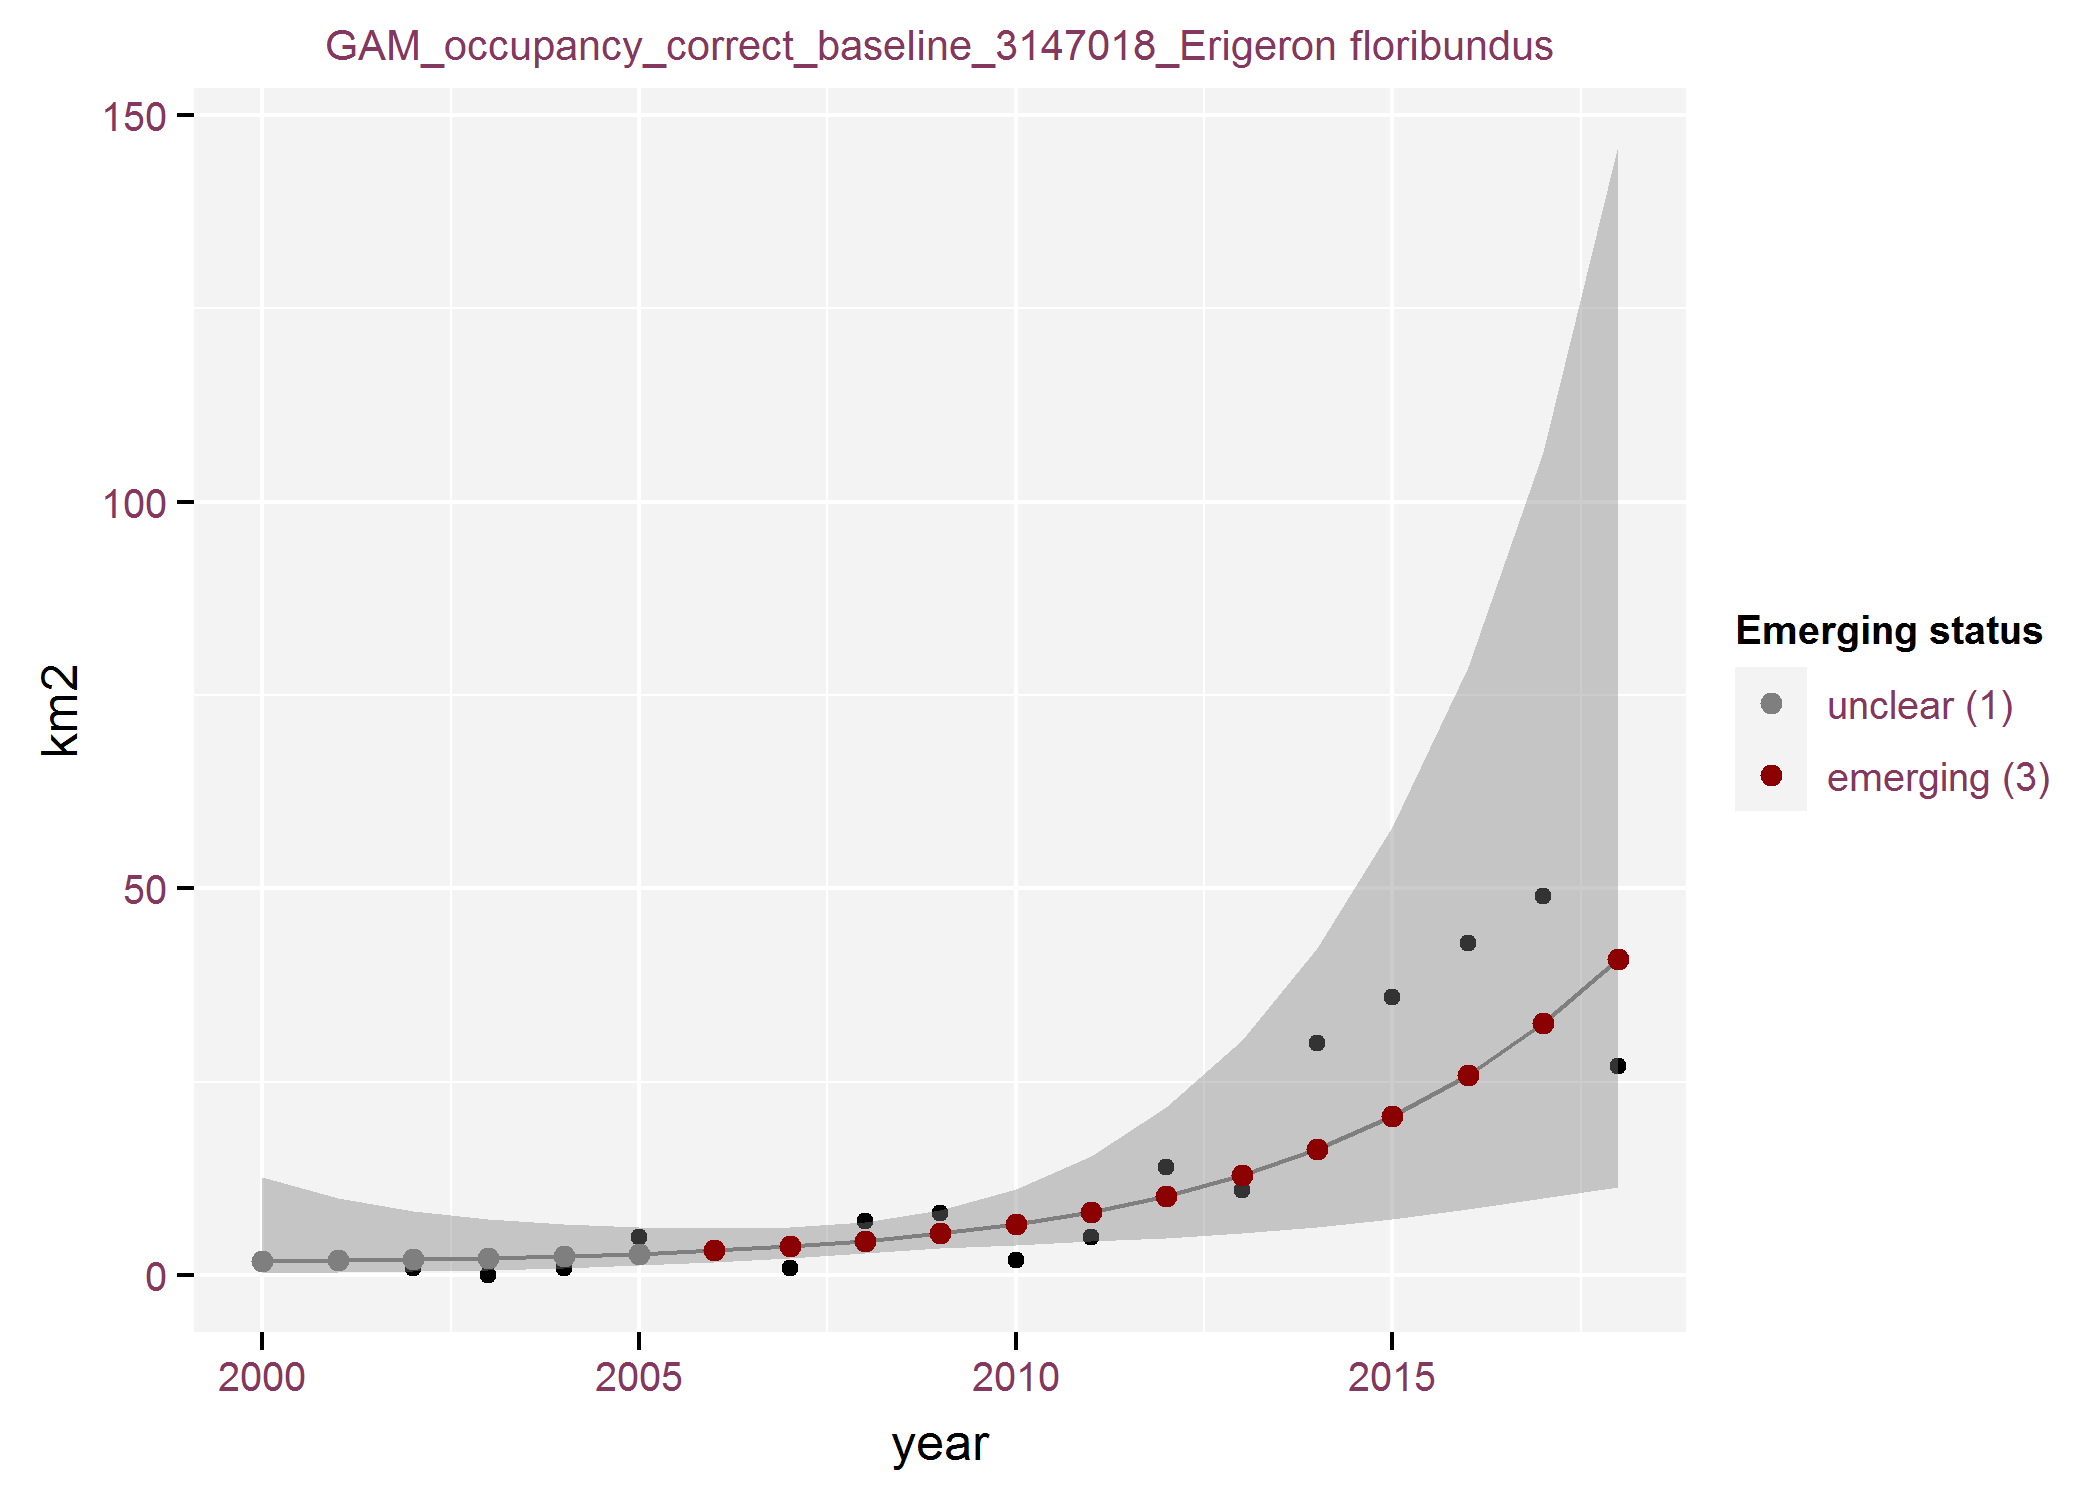 GAM_occupancy_correct_baseline_3147018_Erigeron floribundus
150
100
50
0
km2
2000 2005 2010 2015
year
Emerging status
unclear (1)
emerging (3)